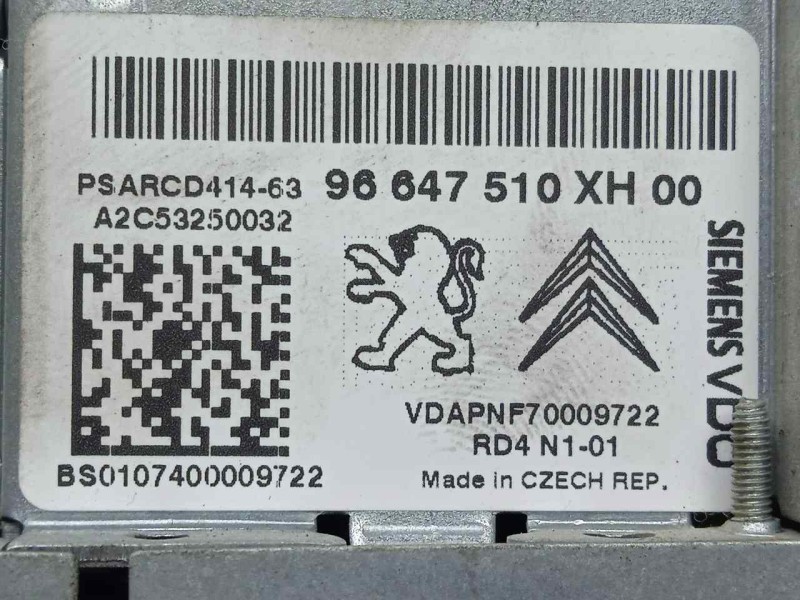 PSARCD414-63 96 647 510 XH 00
A2C53250032
SIEMENS VDO
VDAPNF70009722
RD4 N1-01
BS0107400009722 Made in CZECH REP.